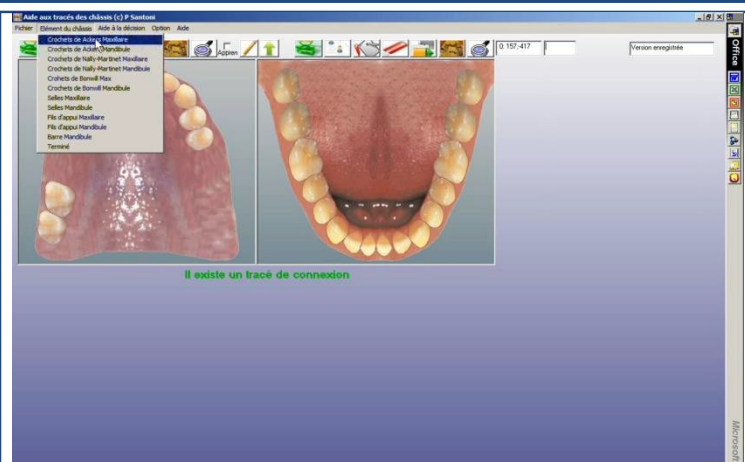 Aide aux tracés des châssis (c) P Santoni
Fichier Elément du châssis Aide à la décision Option Aide
Crochets de Ackers Maxillaire
Crochets de Ackers Mandibule
Crochets de Nally-Martinet Maxillaire
Crochets de Nally-Martinet Mandibule
Crohets de Bonwill Max
Crochets de Bonwill Mandibule
Selles Maxillaire
Selles Mandibule
Fils d'appui Maxillaire
Fils d'appui Mandibule
Barre Mandibule
Terminé
Appren
0:157;-417
Version enregistrée
Il existe un tracé de connexion
Office
Microsoft